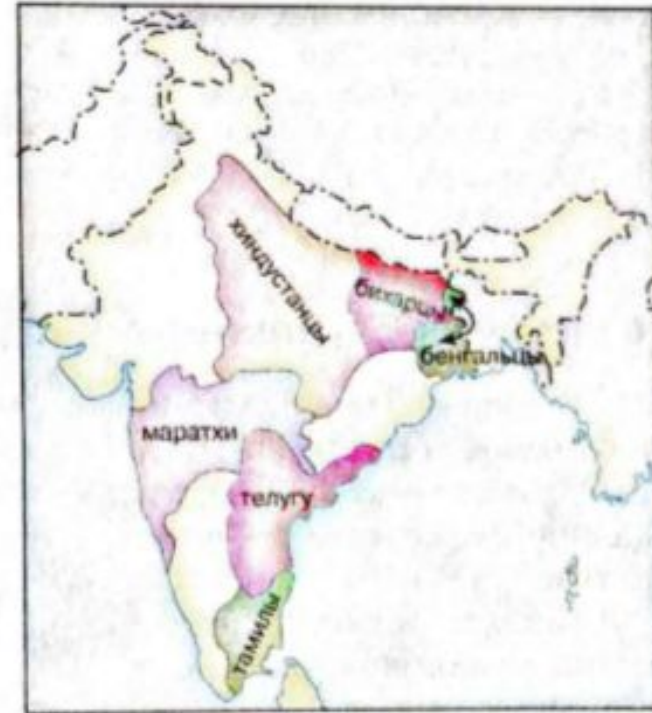 хиндустанцы
бихарцы
бенгальцы
маратхи
телугу
тамилы